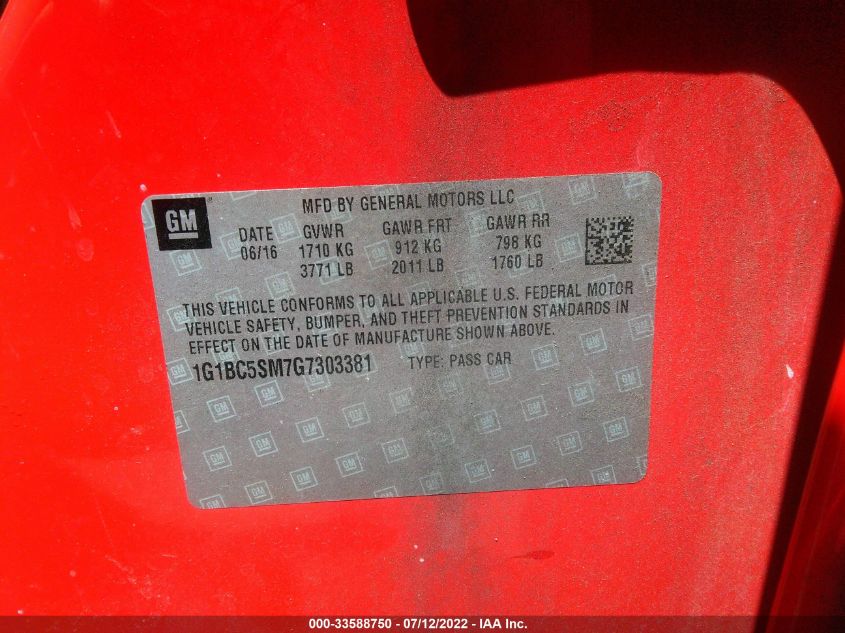 GM
MFD BY GENERAL MOTORS LLC
DATE GVWR GAWR FRT GAWR RR
06/16 1710 KG 912 KG 798 KG
3771 LB 2011 LB 1760 LB
THIS VEHICLE CONFORMS TO ALL APPLICABLE U.S. FEDERAL MOTOR
VEHICLE SAFETY, BUMPER, AND THEFT PREVENTION STANDARDS IN
EFFECT ON THE DATE OF MANUFACTURE SHOWN ABOVE.
1G1BC5SM7G7303381 TYPE: PASS CAR
000-33588750 - 07/12/2022 - IAA Inc.